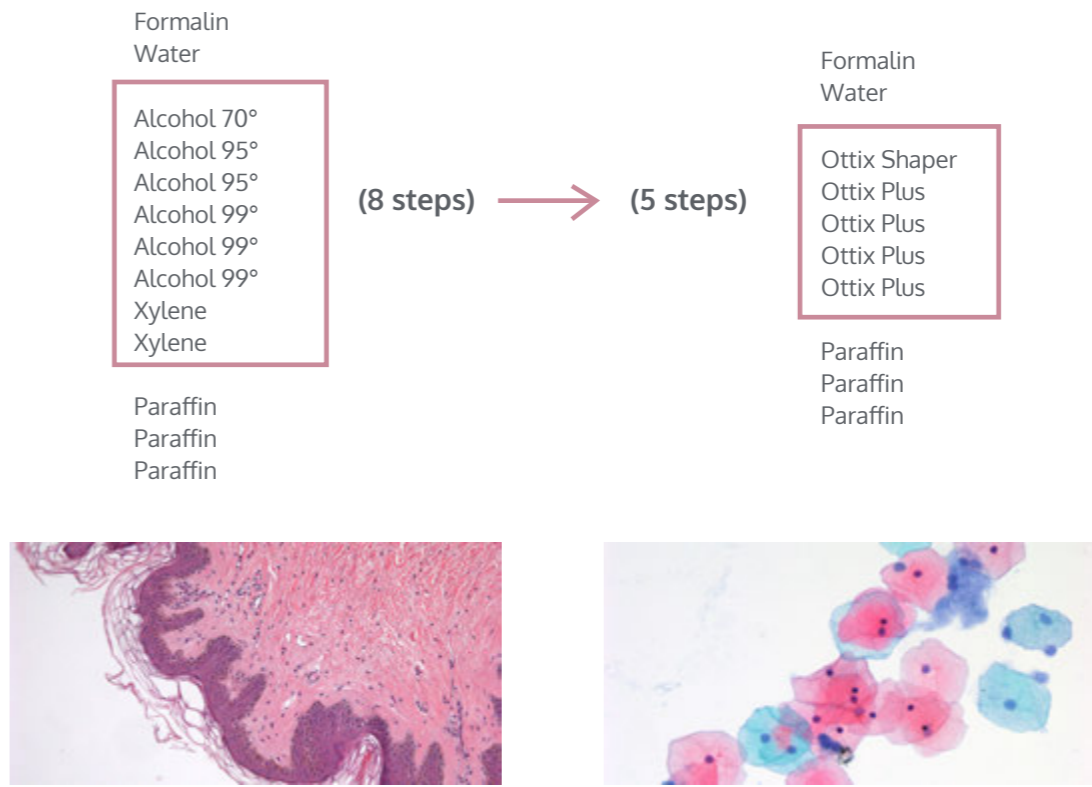 Formalin
Water
Alcohol 70°
Alcohol 95°
Alcohol 95°
Alcohol 99°
Alcohol 99°
Alcohol 99°
Xylene
Xylene
Paraffin
Paraffin
Paraffin
(8 steps)
(5 steps)
Formalin
Water
Ottix Shaper
Ottix Plus
Ottix Plus
Ottix Plus
Ottix Plus
Paraffin
Paraffin
Paraffin